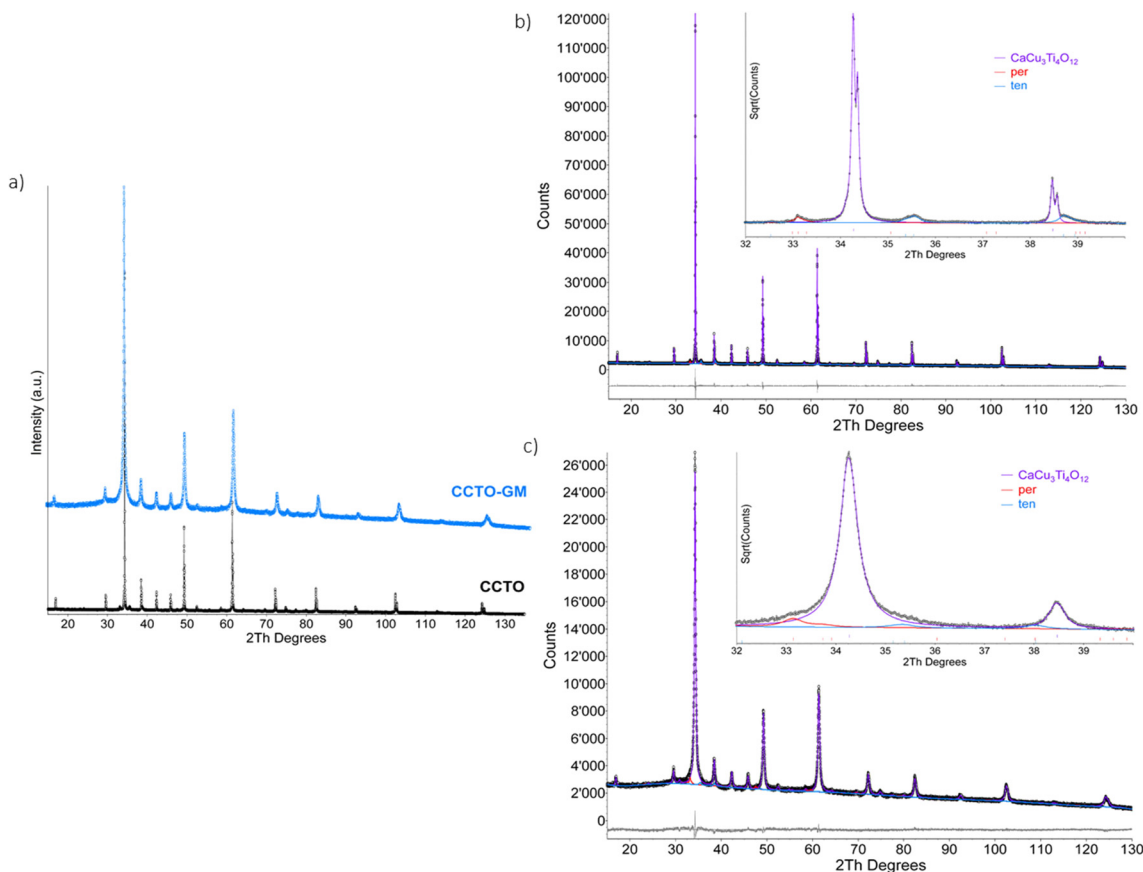 a)
Intensity (a.u.)
CCTO-GM
CCTO
20 30 40 50 60 70 80 90 100 110 120 130
2Th Degrees
b)
120'000
110'000
100'000
90'000
80'000
70'000
60'000
50'000
40'000
30'000
20'000
10'000
0
Counts
20 30 40 50 60 70 80 90 100 110 120 130
2Th Degrees
Sqrt(Counts)
CaCu₃Ti₄O₁₂
per
ten
32 33 34 35 36 37 38 39
2Th Degrees
c)
26'000
24'000
22'000
20'000
18'000
16'000
14'000
12'000
10'000
8'000
6'000
4'000
2'000
0
Counts
20 30 40 50 60 70 80 90 100 110 120 130
2Th Degrees
Sqrt(Counts)
CaCu₃Ti₄O₁₂
per
ten
32 33 34 35 36 37 38 39
2Th Degrees